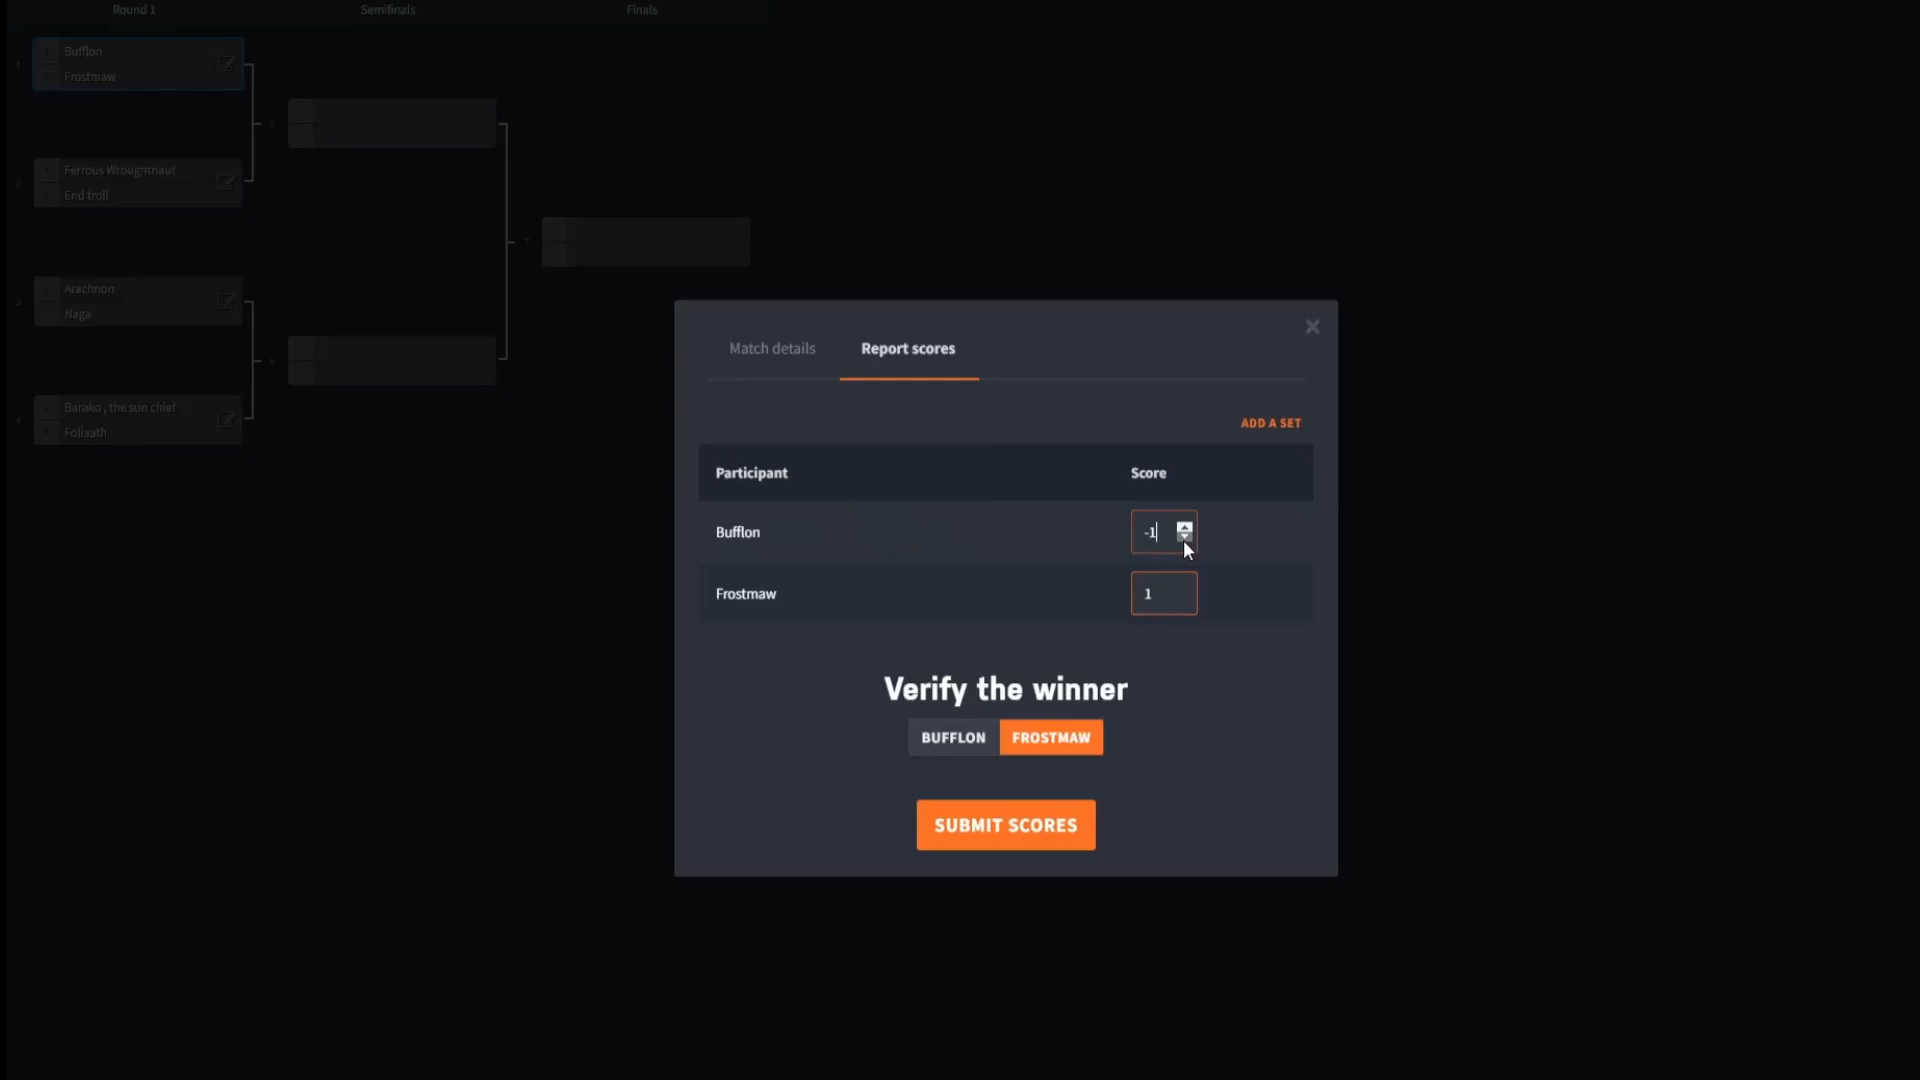 Round 1
Semifinals
Finals
Bufflon
Frostmaw
Ferrous Wroughtnaut
End troll
Arachnon
Naga
Barako , the sun chief
Foliaath
Match details
Report scores
ADD A SET
Participant
Score
Bufflon
-1
Frostmaw
1
Verify the winner
BUFFLON
FROSTMAW
SUBMIT SCORES